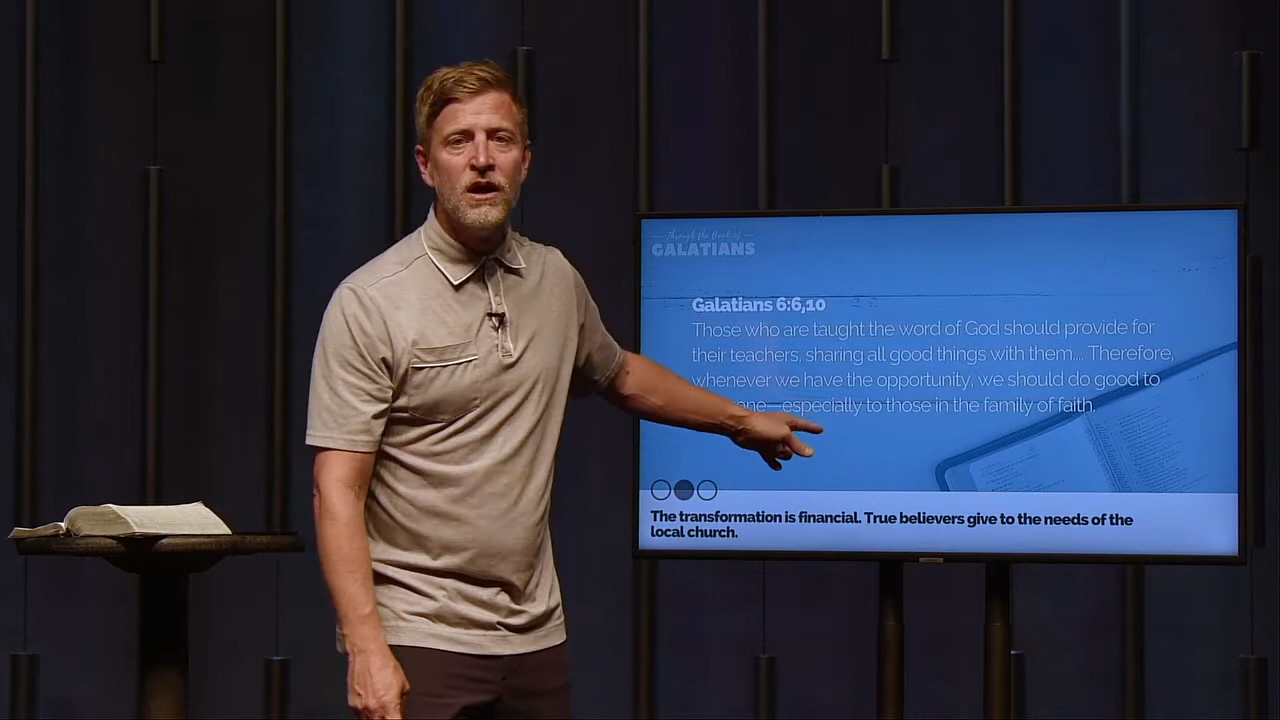 Through the Book of
GALATIANS
Galatians 6:6,10
Those who are taught the word of God should provide for
their teachers, sharing all good things with them... Therefore,
whenever we have the opportunity, we should do good to
one—especially to those in the family of faith.
The transformation is financial. True believers give to the needs of the
local church.